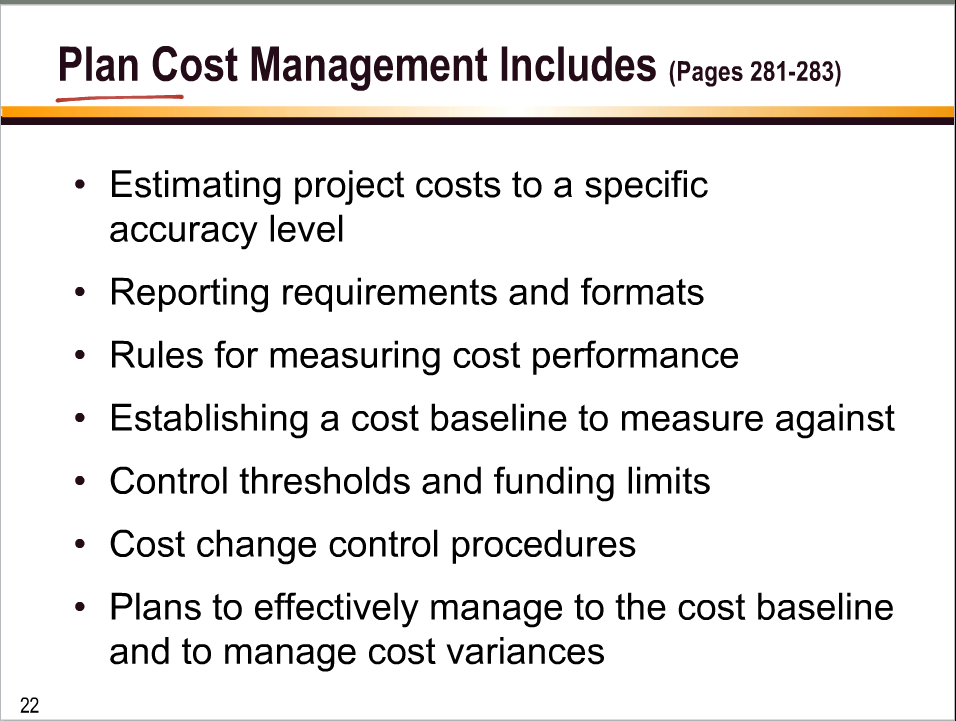 Plan Cost Management Includes (Pages 281-283)
• Estimating project costs to a specific
accuracy level
• Reporting requirements and formats
• Rules for measuring cost performance
• Establishing a cost baseline to measure against
• Control thresholds and funding limits
• Cost change control procedures
• Plans to effectively manage to the cost baseline
and to manage cost variances
22